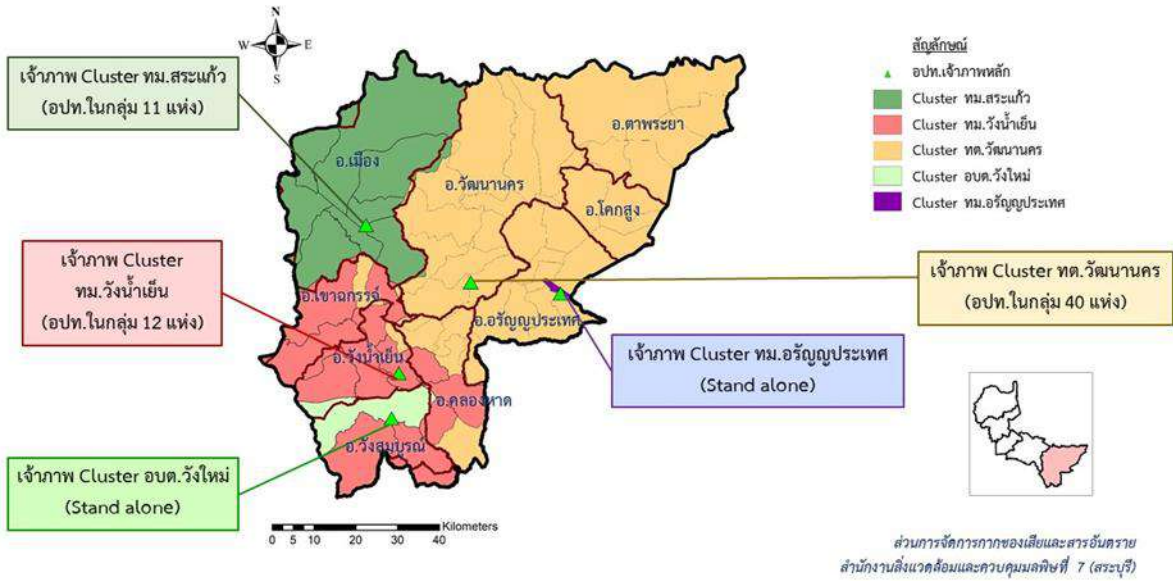 N
W E
S
เจ้าภาพ Cluster ทม.สระแก้ว
(อปท.ในกลุ่ม 11 แห่ง)
สัญลักษณ์
อปท.เจ้าภาพหลัก
Cluster ทม.สระแก้ว
Cluster ทม.วังน้ำเย็น
Cluster ทต.วัฒนานคร
Cluster อบต.วังใหม่
Cluster ทม.อรัญญประเทศ
อ.ตาพระยา
อ.เมือง
อ.วัฒนานคร
อ.โคกสูง
เจ้าภาพ Cluster
ทม.วังน้ำเย็น
(อปท.ในกลุ่ม 12 แห่ง)
อ.เขาฉกรรจ์
อ.อรัญญประเทศ
เจ้าภาพ Cluster ทต.วัฒนานคร
(อปท.ในกลุ่ม 40 แห่ง)
อ.วังน้ำเย็น
เจ้าภาพ Cluster ทม.อรัญญประเทศ
(Stand alone)
อ.คลองหาด
อ.วังสมบูรณ์
เจ้าภาพ Cluster อบต.วังใหม่
(Stand alone)
Kilometers
0 5 10 20 30 40
ส่วนการจัดการกากของเสียและสารอันตราย
สำนักงานสิ่งแวดล้อมและควบคุมมลพิษที่ 7 (สระบุรี)